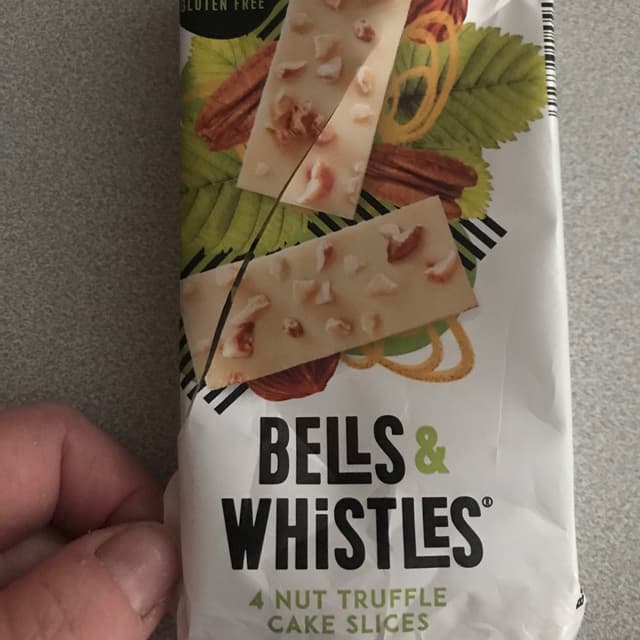 GLUTEN FREE
BELLS &
WHiSTLES®
4 NUT TRUFFLE
CAKE SLICES